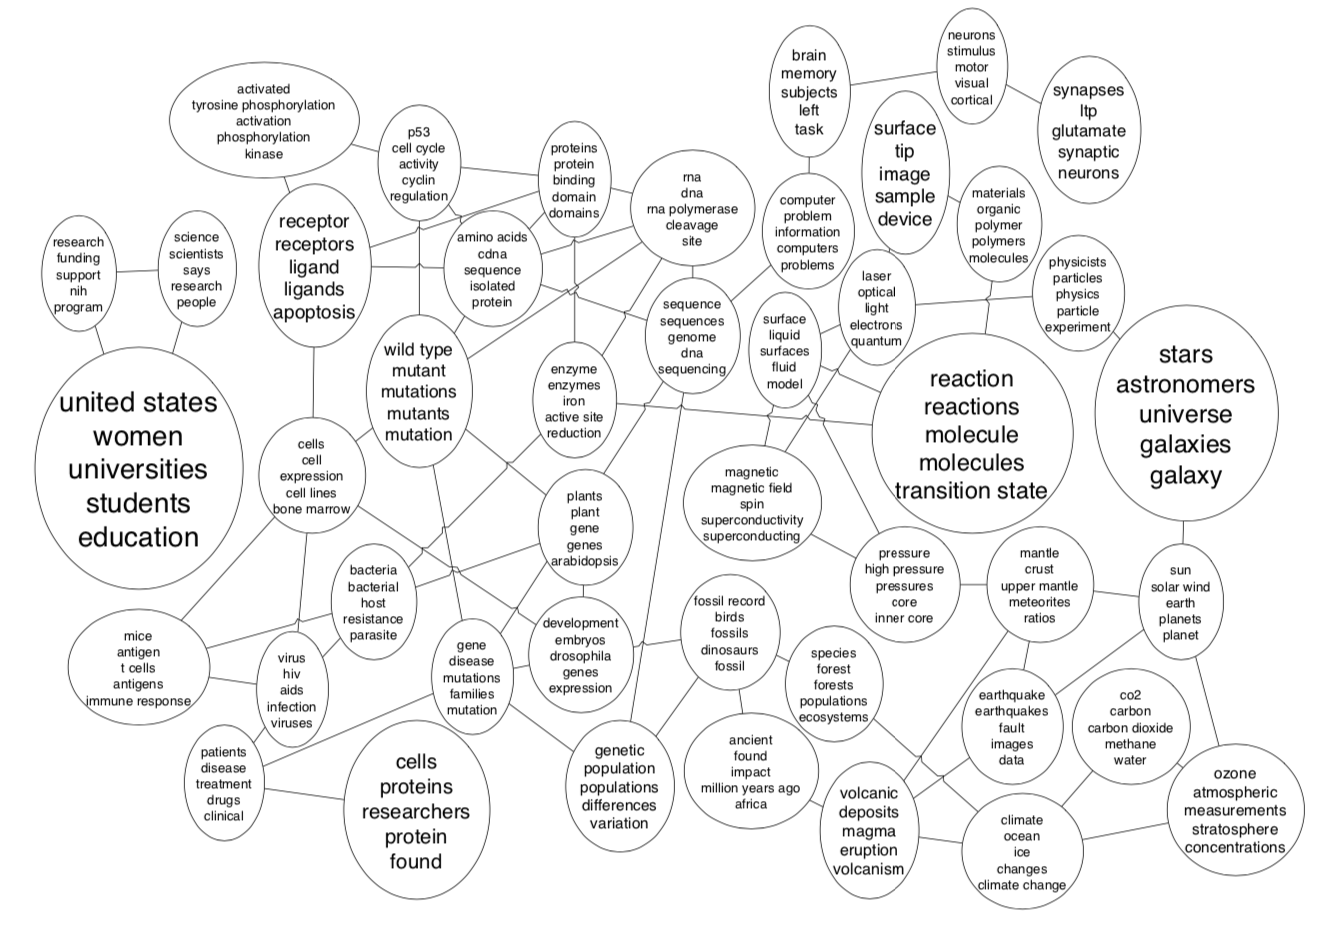 neurons
stimulus
motor
visual
cortical
brain
memory
subjects
left
task
synapses
ltp
glutamate
synaptic
neurons
activated
tyrosine phosphorylation
activation
phosphorylation
kinase
surface
tip
image
sample
device
p53
cell cycle
activity
cyclin
regulation
proteins
protein
binding
domain
domains
rna
dna
rna polymerase
cleavage
site
computer
problem
information
computers
problems
materials
organic
polymer
polymers
molecules
research
funding
support
nih
program
science
scientists
says
research
people
receptor
receptors
ligand
ligands
apoptosis
amino acids
cdna
sequence
isolated
protein
physicists
particles
physics
particle
experiment
laser
optical
light
electrons
quantum
sequence
sequences
genome
dna
sequencing
surface
liquid
surfaces
fluid
model
wild type
mutant
mutations
mutants
mutation
enzyme
enzymes
iron
active site
reduction
stars
astronomers
universe
galaxies
galaxy
reaction
reactions
molecule
molecules
transition state
united states
women
universities
students
education
cells
cell
expression
cell lines
bone marrow
magnetic
magnetic field
spin
superconductivity
superconducting
plants
plant
gene
genes
arabidopsis
pressure
high pressure
pressures
core
inner core
mantle
crust
upper mantle
meteorites
ratios
sun
solar wind
earth
planets
planet
bacteria
bacterial
host
resistance
parasite
fossil record
birds
fossils
dinosaurs
fossil
development
embryos
drosophila
genes
expression
mice
antigen
t cells
antigens
immune response
virus
hiv
aids
infection
viruses
gene
disease
mutations
families
mutation
species
forest
forests
populations
ecosystems
earthquake
earthquakes
fault
images
data
co2
carbon
carbon dioxide
methane
water
patients
disease
treatment
drugs
clinical
cells
proteins
researchers
protein
found
genetic
population
populations
differences
variation
ancient
found
impact
million years ago
africa
volcanic
deposits
magma
eruption
volcanism
climate
ocean
ice
changes
climate change
ozone
atmospheric
measurements
stratosphere
concentrations